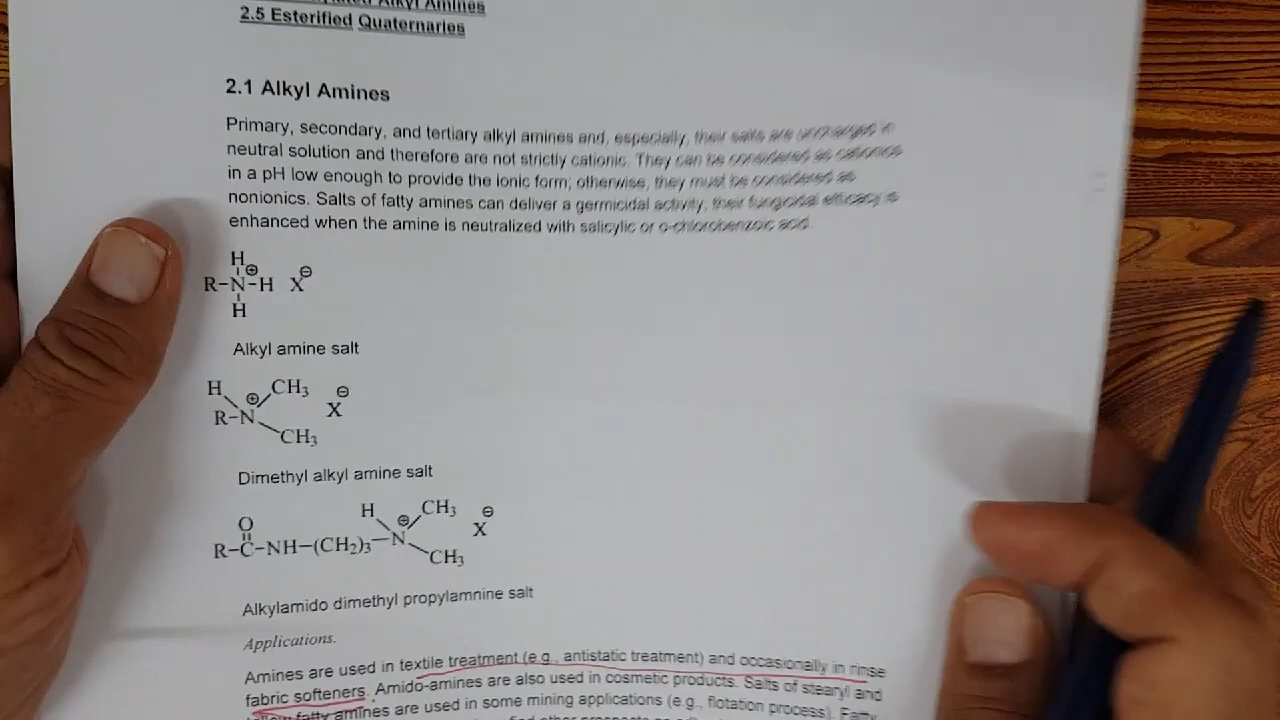 Alkyl Amines
2.5 Esterified Quaternaries
2.1 Alkyl Amines
Primary, secondary, and tertiary alkyl amines and, especially, their salts are uncharged in
neutral solution and therefore are not strictly cationic. They can be considered as cationics
in a pH low enough to provide the ionic form; otherwise, they must be considered as
nonionics. Salts of fatty amines can deliver a germicidal activity, their fungicidal efficacy is
enhanced when the amine is neutralized with salicylic or o-chlorobenzoic acid.
H
⊕
R-N-H X⊖
H
Alkyl amine salt
H ⊕ CH3 ⊖
R-N X
CH3
Dimethyl alkyl amine salt
O H ⊕ CH3 ⊖
R-C-NH-(CH2)3-N X
CH3
Alkylamido dimethyl propylamnine salt
Applications.
Amines are used in textile treatment (e.g., antistatic treatment) and occasionally in rinse
fabric softeners. Amido-amines are also used in cosmetic products. Salts of stearyl and
fatty amines are used in some mining applications (e.g., flotation process). Fatty